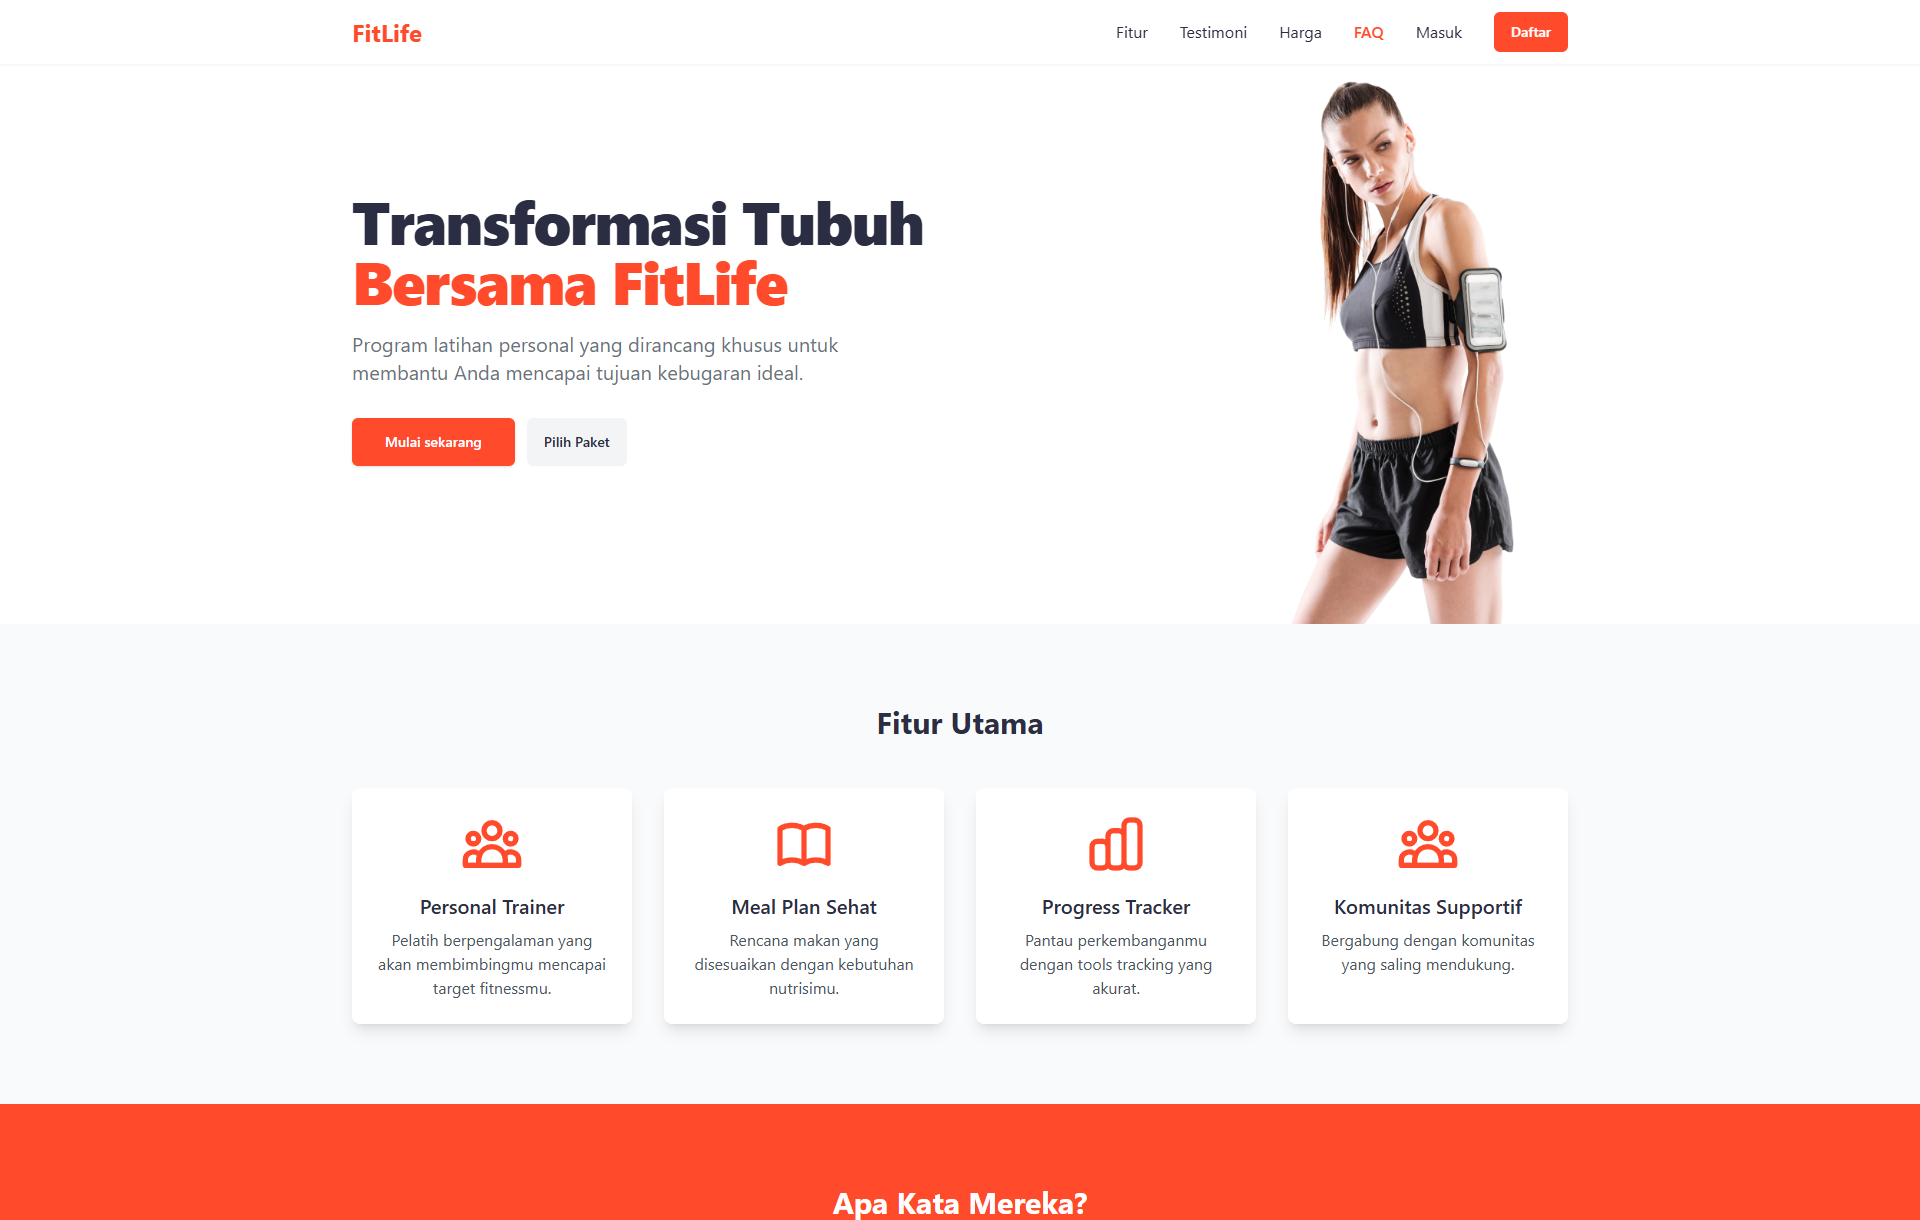 FitLife
Fitur
Testimoni
Harga
FAQ
Masuk
Daftar
Transformasi Tubuh
Bersama FitLife
Program latihan personal yang dirancang khusus untuk
membantu Anda mencapai tujuan kebugaran ideal.
Mulai sekarang
Pilih Paket
Fitur Utama
Personal Trainer
Pelatih berpengalaman yang
akan membimbingmu mencapai
target fitnessmu.
Meal Plan Sehat
Rencana makan yang
disesuaikan dengan kebutuhan
nutrisimu.
Progress Tracker
Pantau perkembanganmu
dengan tools tracking yang
akurat.
Komunitas Supportif
Bergabung dengan komunitas
yang saling mendukung.
Apa Kata Mereka?